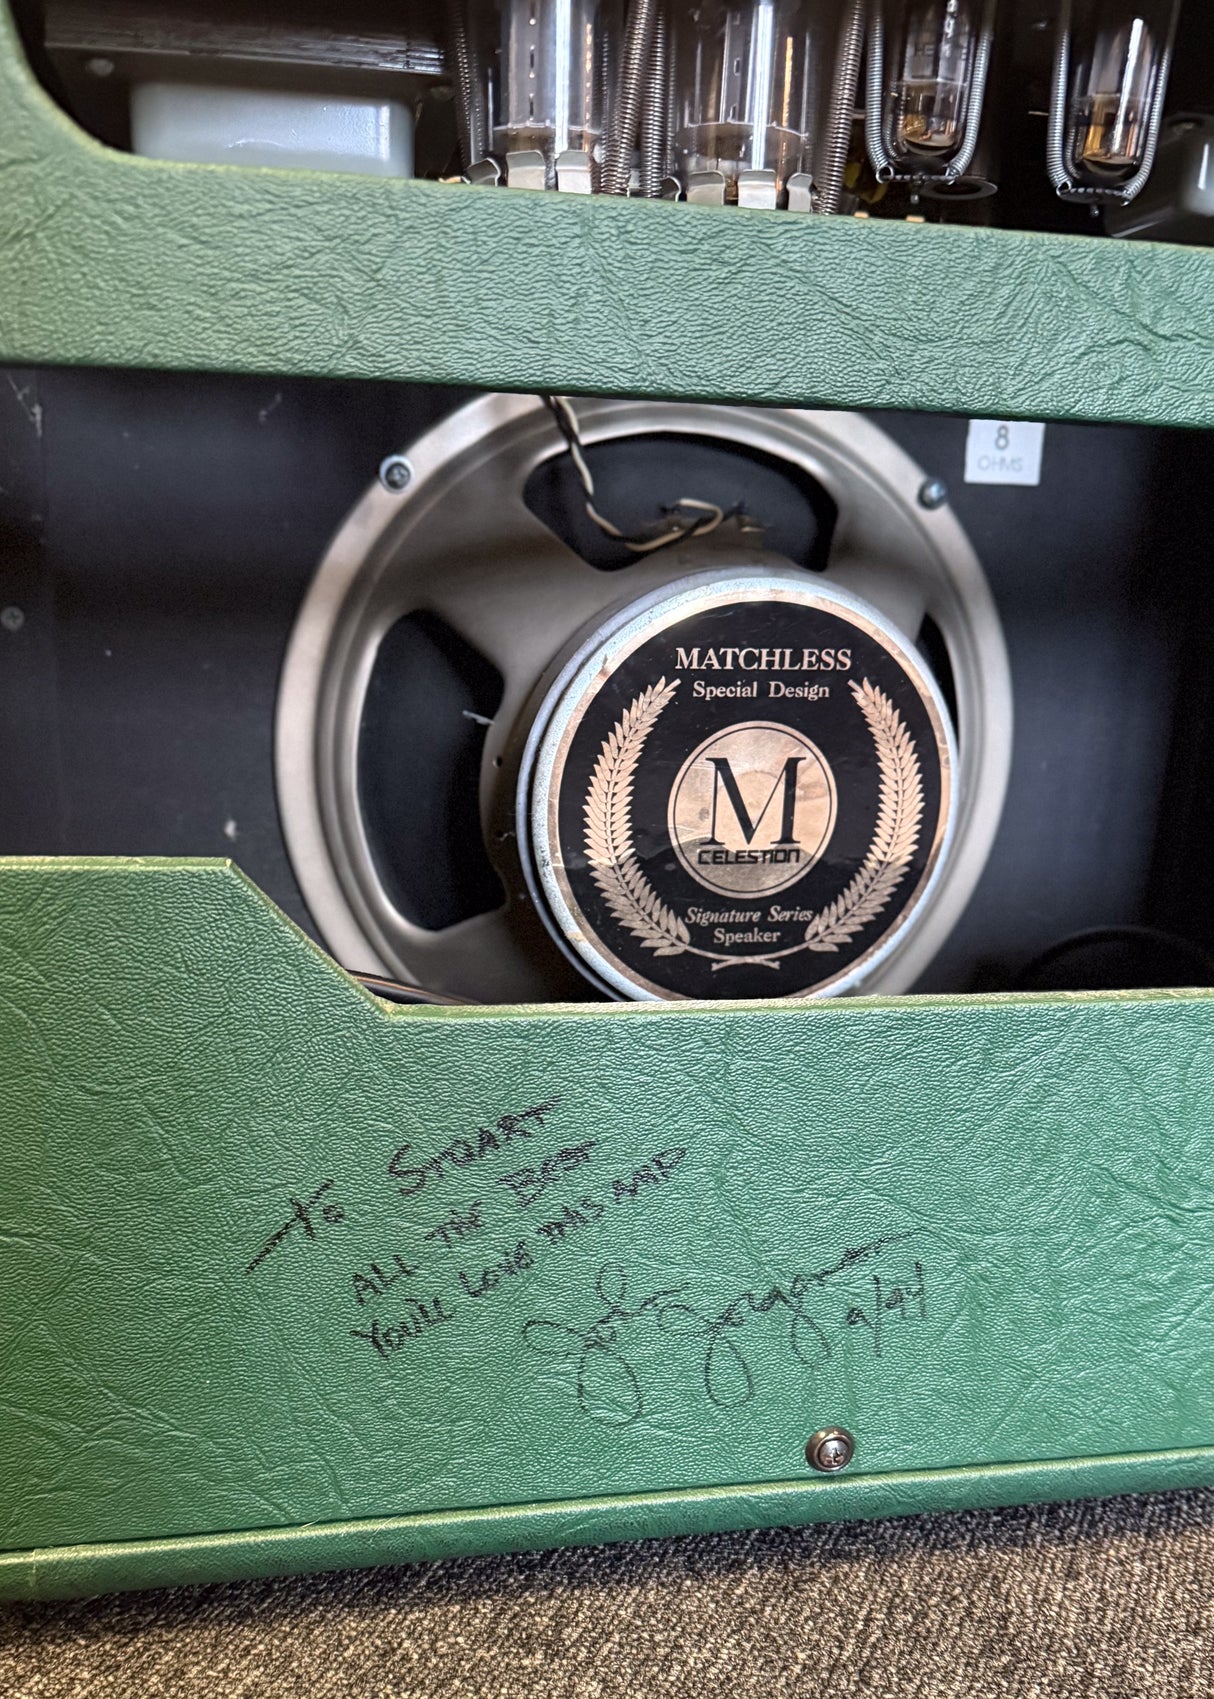 8
OHMS
MATCHLESS
Special Design
M
CELESTION
Signature Series
Speaker
To STUART
ALL THE BEST
YOU'LL LOVE THIS AMP
9/94